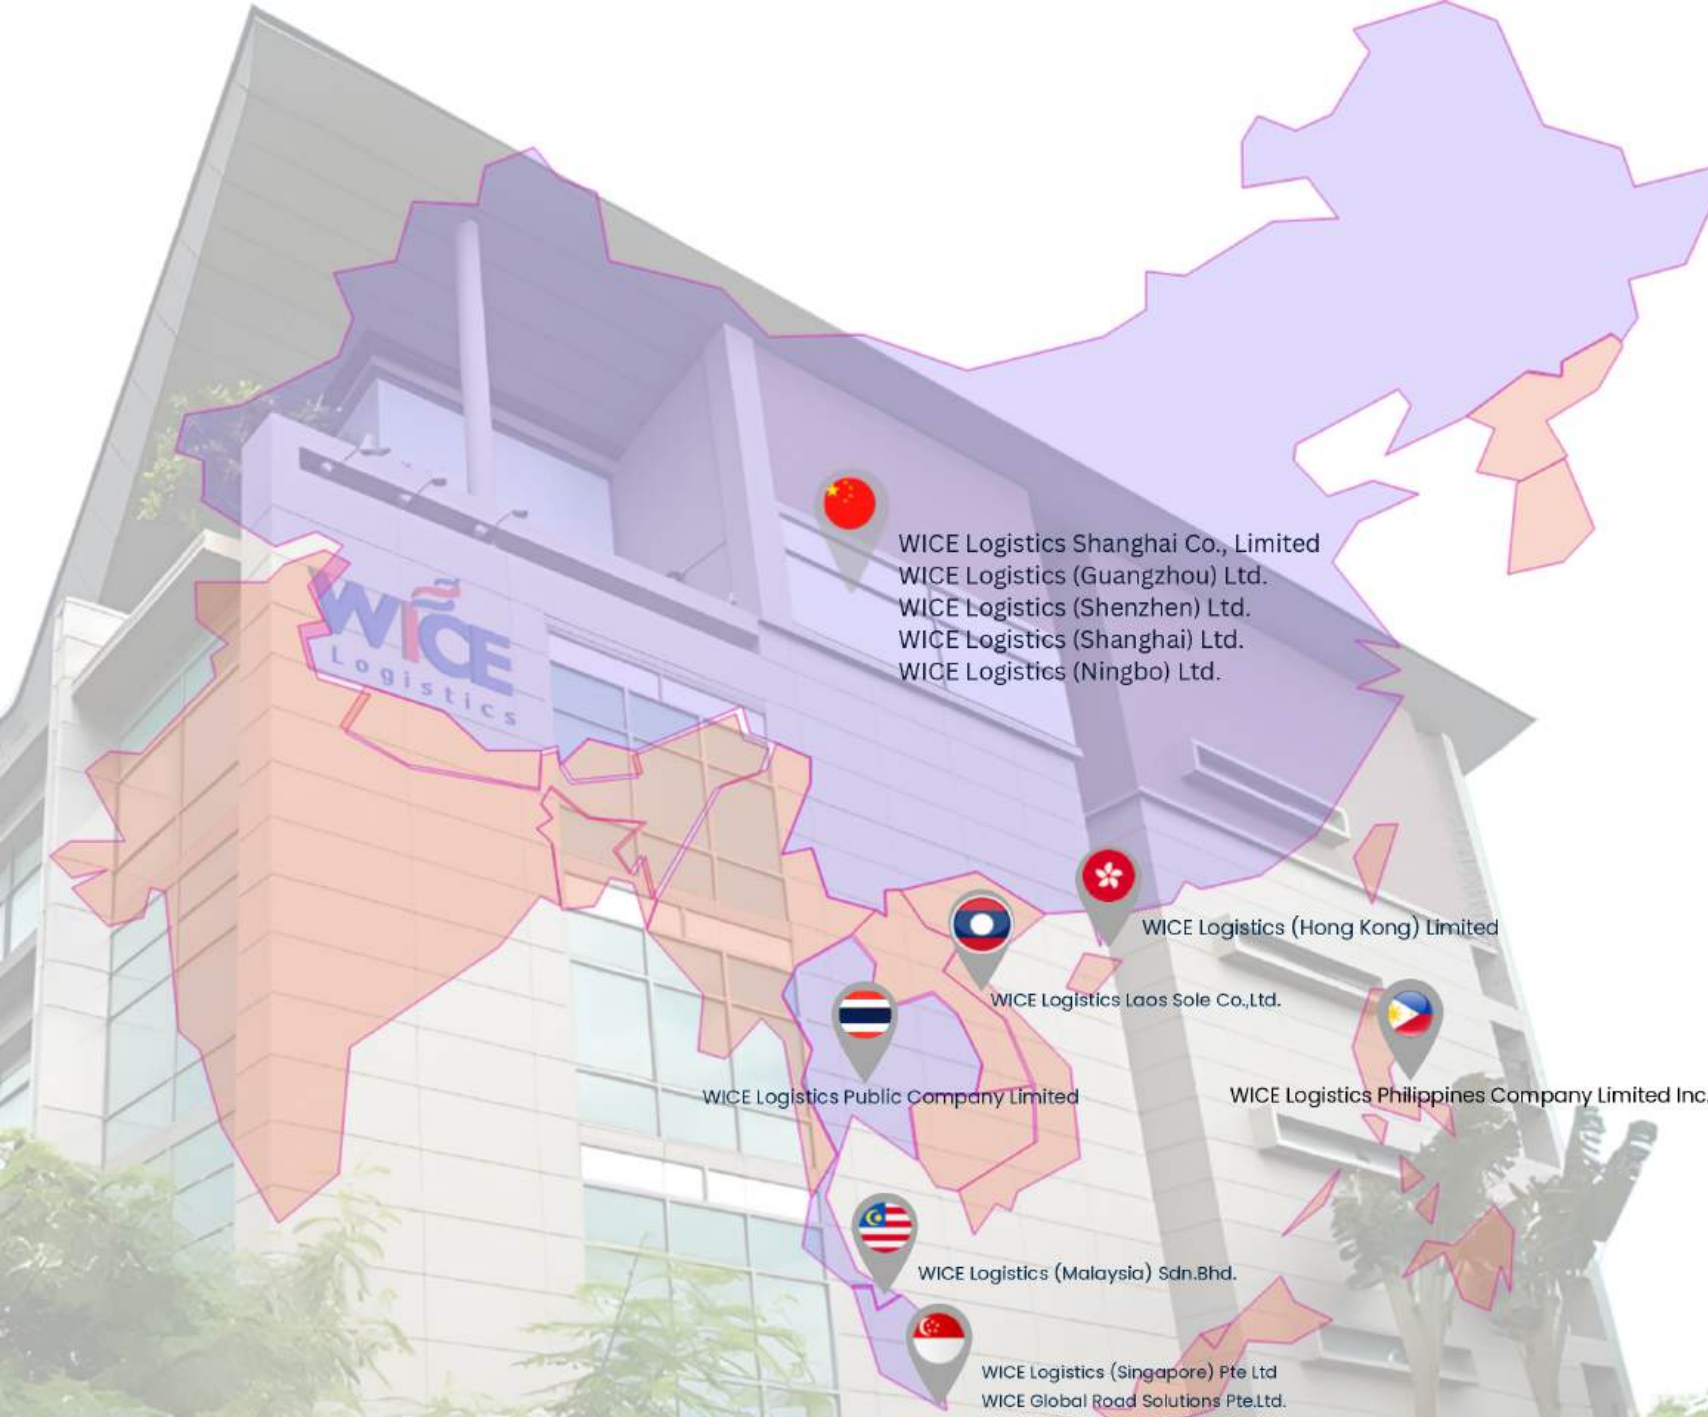 WICE
Logistics
WICE Logistics Shanghai Co., Limited
WICE Logistics (Guangzhou) Ltd.
WICE Logistics (Shenzhen) Ltd.
WICE Logistics (Shanghai) Ltd.
WICE Logistics (Ningbo) Ltd.
WICE Logistics (Hong Kong) Limited
WICE Logistics Laos Sole Co.,Ltd.
WICE Logistics Public Company Limited
WICE Logistics Philippines Company Limited Inc.
WICE Logistics (Malaysia) Sdn.Bhd.
WICE Logistics (Singapore) Pte Ltd
WICE Global Road Solutions Pte.Ltd.